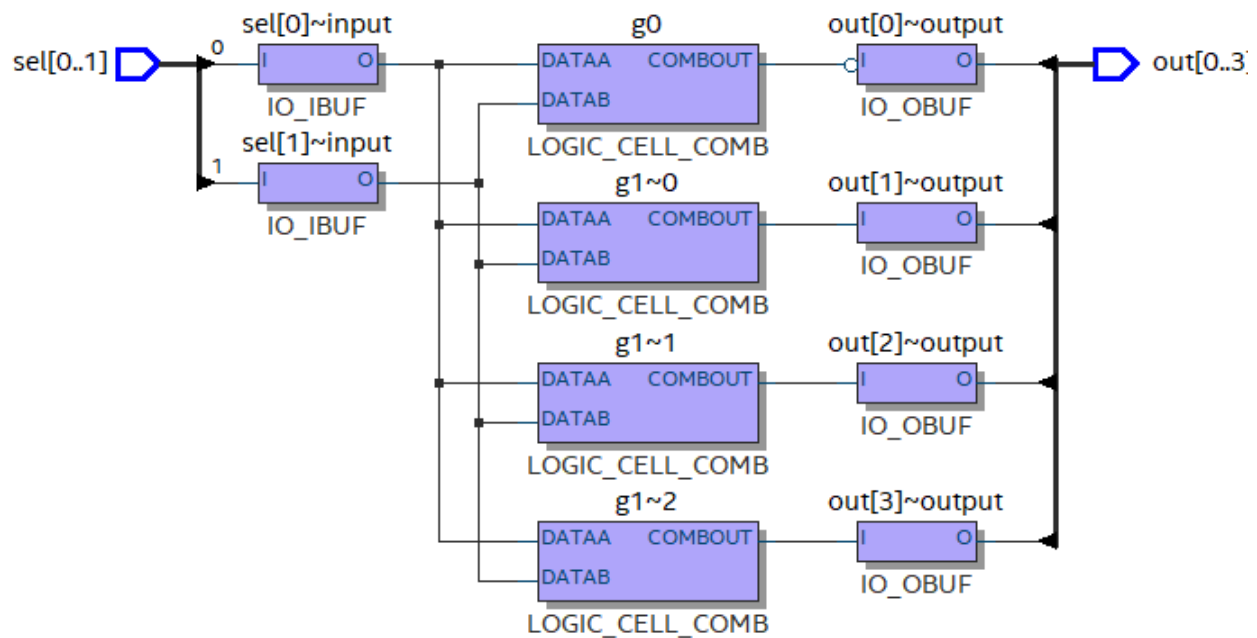 sel[0]~input
g0
out[0]~output
sel[0..1]
0
I
O
DATAA
COMBOUT
I
O
out[0..3]
DATAB
IO_IBUF
IO_OBUF
sel[1]~input
LOGIC_CELL_COMB
1
I
O
g1~0
out[1]~output
IO_IBUF
DATAA
COMBOUT
I
O
DATAB
IO_OBUF
LOGIC_CELL_COMB
g1~1
out[2]~output
DATAA
COMBOUT
I
O
DATAB
IO_OBUF
LOGIC_CELL_COMB
g1~2
out[3]~output
DATAA
COMBOUT
I
O
DATAB
IO_OBUF
LOGIC_CELL_COMB